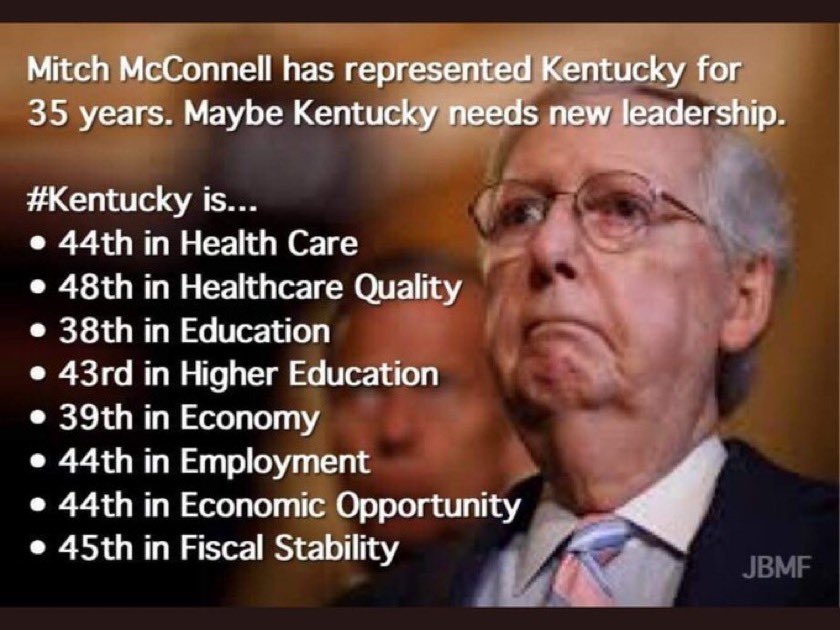 Mitch McConnell has represented Kentucky for
35 years. Maybe Kentucky needs new leadership.
#Kentucky is...
• 44th in Health Care
• 48th in Healthcare Quality
• 38th in Education
• 43rd in Higher Education
• 39th in Economy
• 44th in Employment
• 44th in Economic Opportunity
• 45th in Fiscal Stability
JBMF